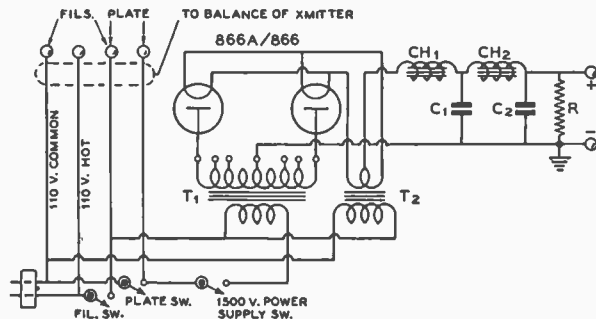 FILS. PLATE
TO BALANCE OF XMITTER
866A/866
CH1
CH2
C1
C2
R
+
−
110 V. COMMON
110 V. HOT
T1
T2
PLATE SW.
FIL. SW.
1500 V. POWER
SUPPLY SW.